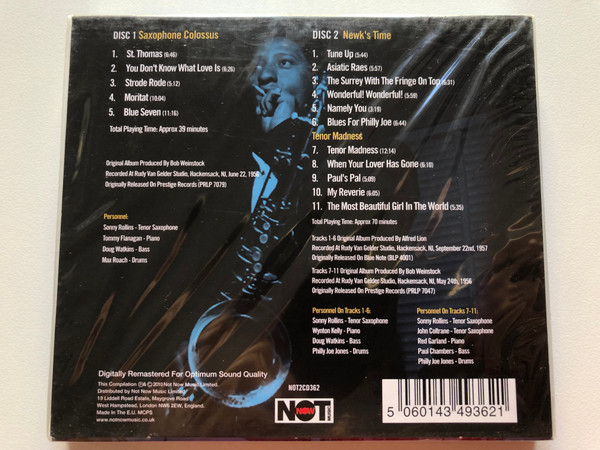 DISC 1 Saxophone Colossus
1. St. Thomas (6:46)
2. You Don't Know What Love Is (6:26)
3. Strode Rode (5:12)
4. Moritat (10:04)
5. Blue Seven (11:16)
Total Playing Time: Approx 39 minutes
Original Album Produced By Bob Weinstock
Recorded At Rudy Van Gelder Studio, Hackensack, NJ, June 22, 1956
Originally Released On Prestige Records (PRLP 7079)
Personnel:
Sonny Rollins - Tenor Saxophone
Tommy Flanagan - Piano
Doug Watkins - Bass
Max Roach - Drums
DISC 2 Newk's Time
1. Tune Up (5:44)
2. Asiatic Raes (5:57)
3. The Surrey With The Fringe On Top (6:31)
4. Wonderful! Wonderful! (5:59)
5. Namely You (3:19)
6. Blues For Philly Joe (6:44)
Tenor Madness
7. Tenor Madness (12:14)
8. When Your Lover Has Gone (6:10)
9. Paul's Pal (5:09)
10. My Reverie (6:05)
11. The Most Beautiful Girl In The World (5:35)
Total Playing Time: Approx 70 minutes
Tracks 1-6 Original Album Produced By Alfred Lion
Recorded At Rudy Van Gelder Studio, Hackensack, NJ, September 22nd, 1957
Originally Released On Blue Note (BLP 4001)
Tracks 7-11 Original Album Produced By Bob Weinstock
Recorded At Rudy Van Gelder Studio, Hackensack, NJ, May 24th, 1956
Originally Released On Prestige Records (PRLP 7047)
Personnel On Tracks 1-6:
Sonny Rollins - Tenor Saxophone
Wynton Kelly - Piano
Doug Watkins - Bass
Philly Joe Jones - Drums
Personnel On Tracks 7-11:
Sonny Rollins - Tenor Saxophone
John Coltrane - Tenor Saxophone
Red Garland - Piano
Paul Chambers - Bass
Philly Joe Jones - Drums
Digitally Remastered For Optimum Sound Quality
This Compilation ℗ & © 2010 Not Now Music Limited.
Distributed by Not Now Music Limited
19 Liddell Road Estate, Maygrove Road
West Hampstead, London NW6 2EW, England.
Made In The E.U. MCPS
www.notnowmusic.co.uk
NOT2CD362
NOT NOW MUSIC
5 060143 493621